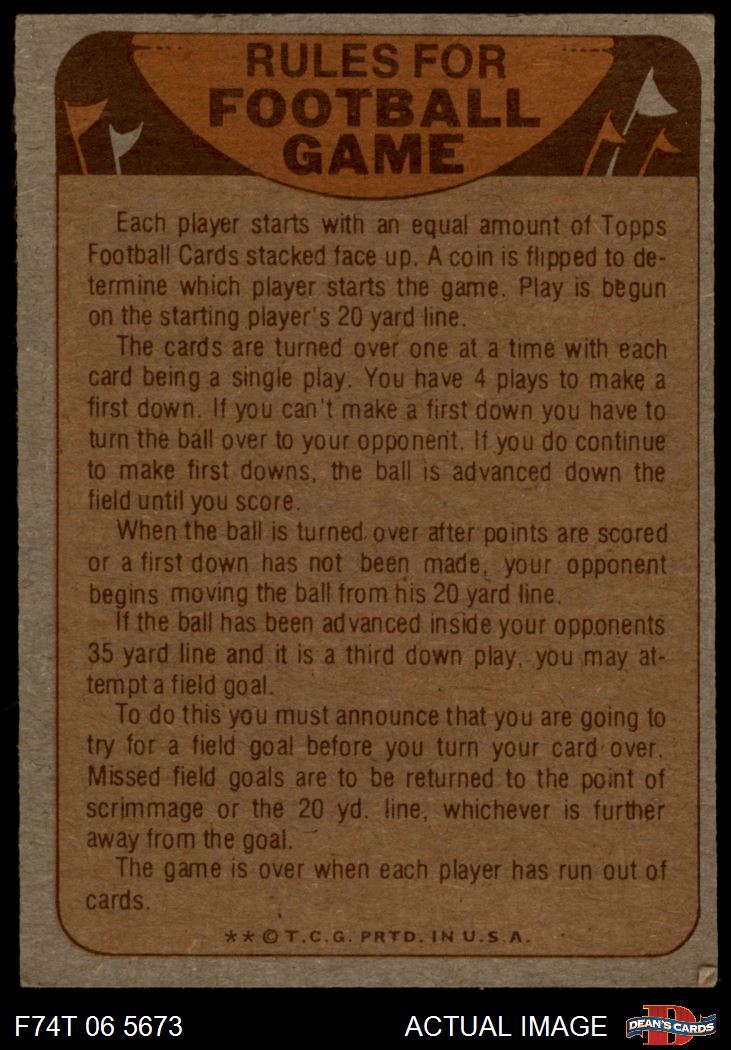 RULES FOR
FOOTBALL
GAME
Each player starts with an equal amount of Topps
Football Cards stacked face up. A coin is flipped to de-
termine which player starts the game. Play is begun
on the starting player's 20 yard line.
The cards are turned over one at a time with each
card being a single play. You have 4 plays to make a
first down. If you can't make a first down you have to
turn the ball over to your opponent. If you do continue
to make first downs, the ball is advanced down the
field until you score.
When the ball is turned over after points are scored
or a first down has not been made, your opponent
begins moving the ball from his 20 yard line.
If the ball has been advanced inside your opponents
35 yard line and it is a third down play, you may at-
tempt a field goal.
To do this you must announce that you are going to
try for a field goal before you turn your card over.
Missed field goals are to be returned to the point of
scrimmage or the 20 yd. line, whichever is further
away from the goal.
The game is over when each player has run out of
cards.
**© T.C.G. PRTD. IN U.S.A.
F74T 06 5673 ACTUAL IMAGE DEAN'S CARDS